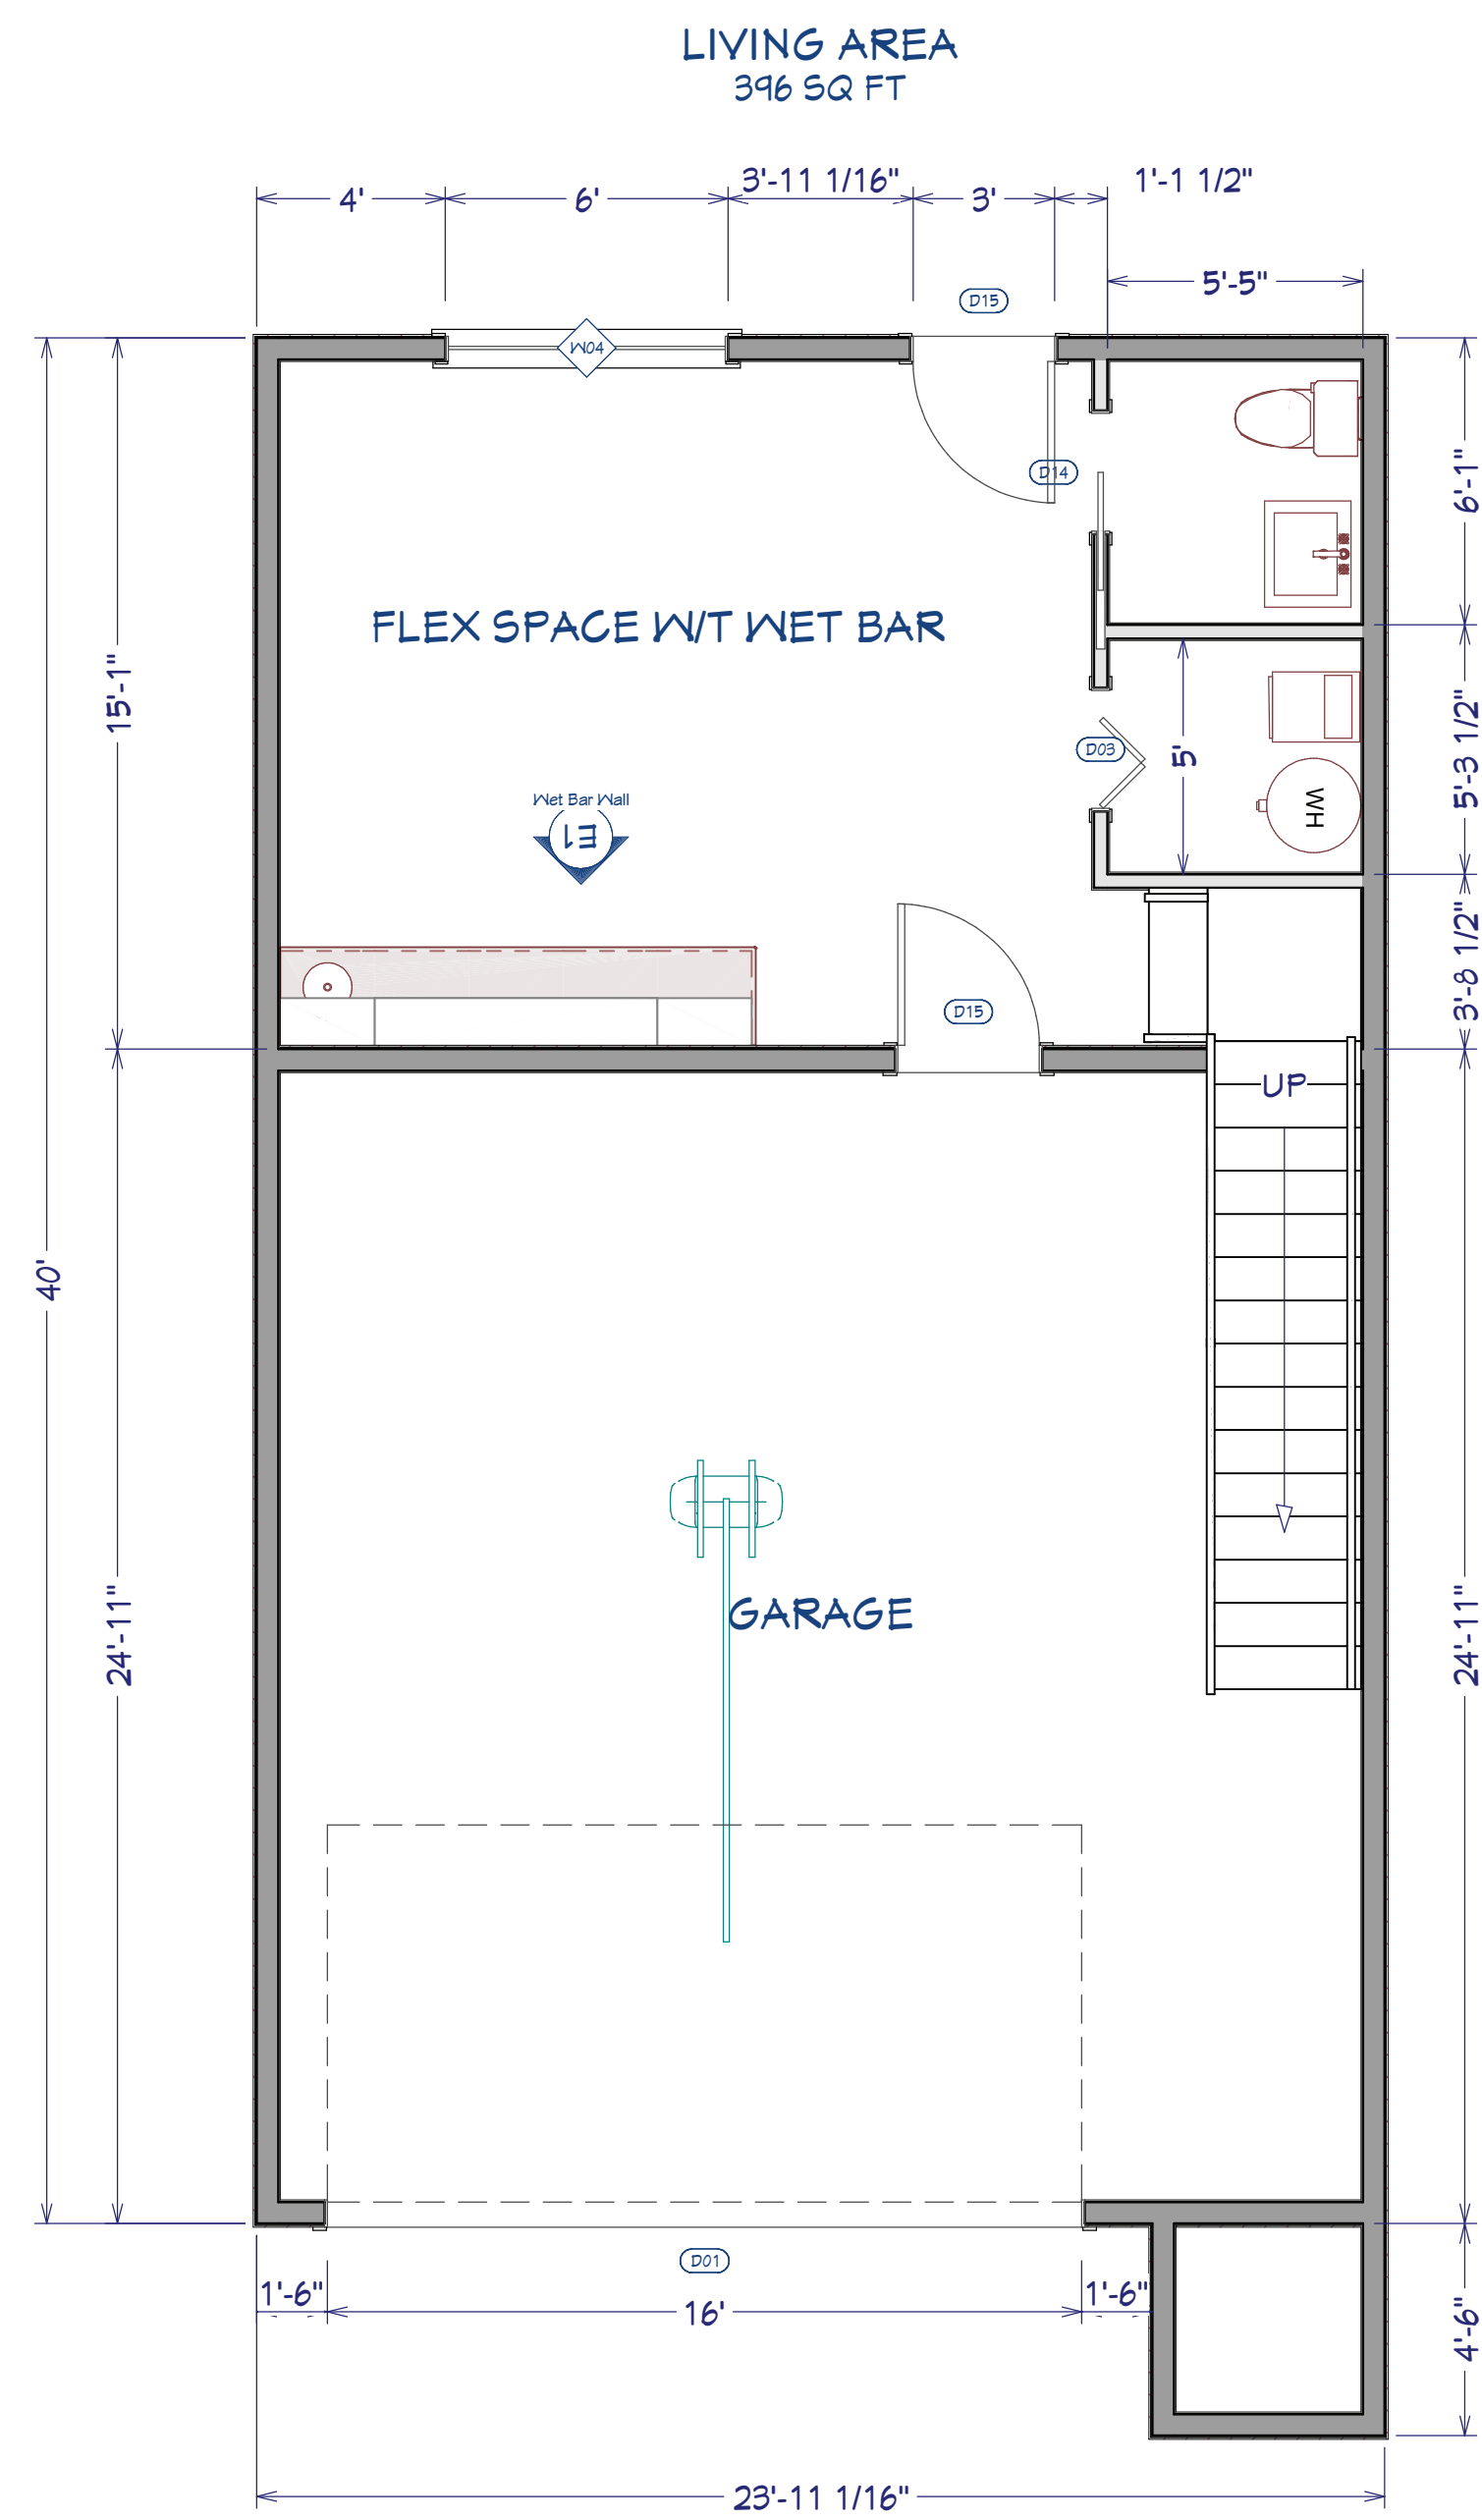 LIVING AREA
396 SQ FT
4'
6'
3'-11 1/16"
3'
1'-1 1/2"
5'-5"
D15
W04
D14
6'-1"
FLEX SPACE W/T WET BAR
15'-1"
D03
5'
5'-3 1/2"
WH
Wet Bar Wall
E1
3'-8 1/2"
D15
UP
40'
24'-11"
GARAGE
24'-11"
D01
1'-6"
16'
1'-6"
4'-6"
23'-11 1/16"